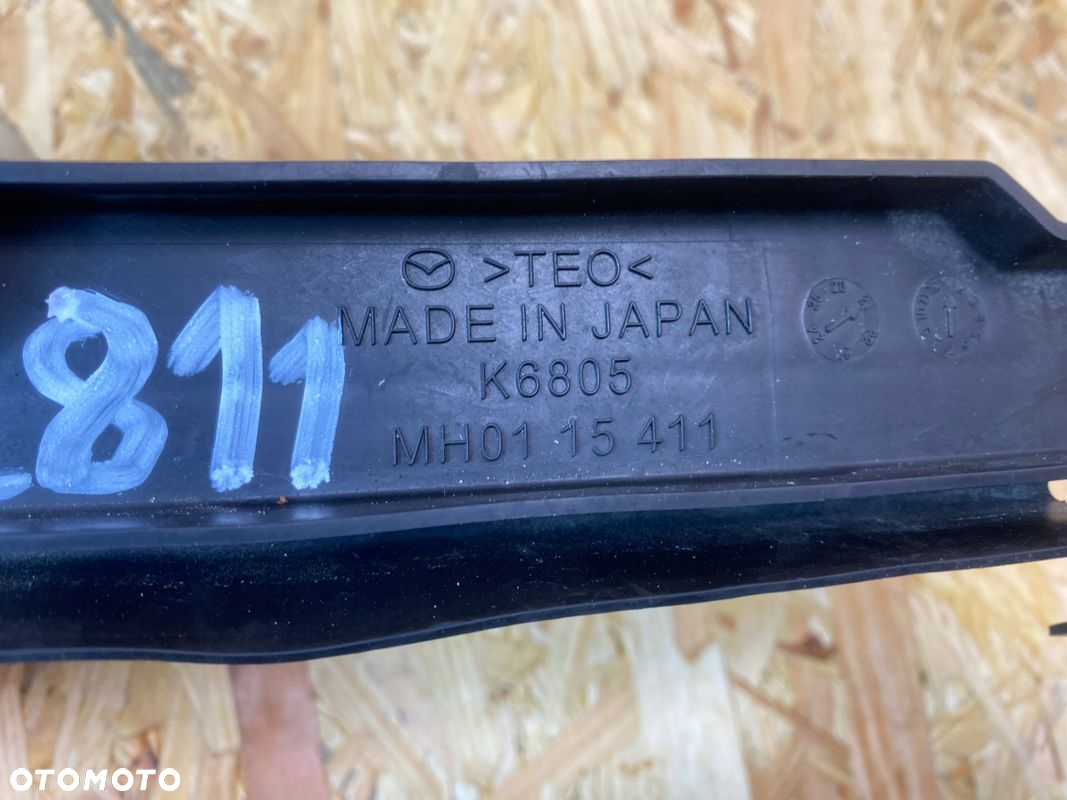 >TEO<
MADE IN JAPAN
K6805
MH01 15 411
811
OTOMOTO